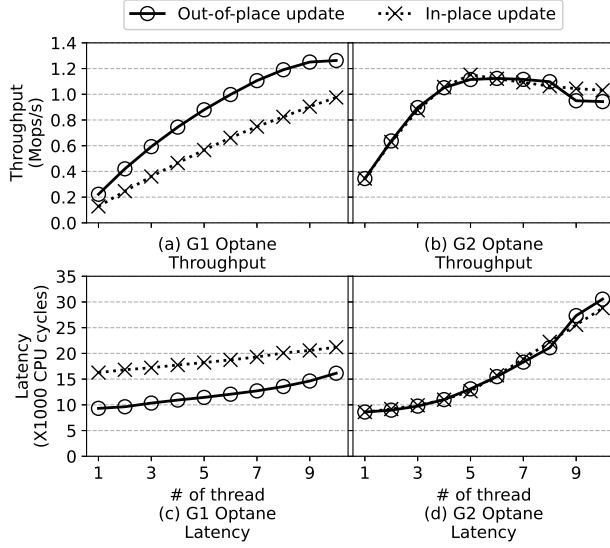 Out-of-place update In-place update
1.4
1.2
1.0
0.8
0.6
0.4
0.2
0.0
Throughput
(Mops/s)
(a) G1 Optane
Throughput
(b) G2 Optane
Throughput
35
30
25
20
15
10
5
0
Latency
(X1000 CPU cycles)
1 3 5 7 9
1 3 5 7 9
# of thread
(c) G1 Optane
Latency
# of thread
(d) G2 Optane
Latency